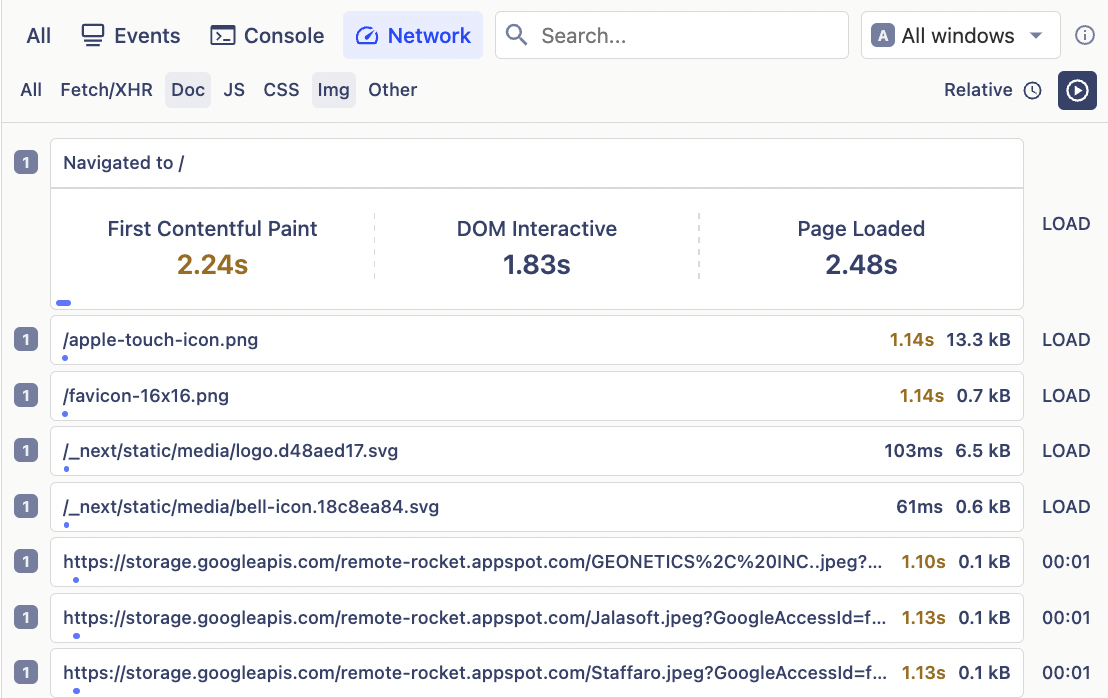 All Events Console Network Search... A All windows
All Fetch/XHR Doc JS CSS Img Other Relative
1 Navigated to /
First Contentful Paint DOM Interactive Page Loaded LOAD
2.24s 1.83s 2.48s
1 /apple-touch-icon.png 1.14s 13.3 kB LOAD
1 /favicon-16x16.png 1.14s 0.7 kB LOAD
1 /_next/static/media/logo.d48aed17.svg 103ms 6.5 kB LOAD
1 /_next/static/media/bell-icon.18c8ea84.svg 61ms 0.6 kB LOAD
1 https://storage.googleapis.com/remote-rocket.appspot.com/GEONETICS%2C%20INC..jpeg?... 1.10s 0.1 kB 00:01
1 https://storage.googleapis.com/remote-rocket.appspot.com/Jalasoft.jpeg?GoogleAccessId=f... 1.13s 0.1 kB 00:01
1 https://storage.googleapis.com/remote-rocket.appspot.com/Staffaro.jpeg?GoogleAccessId=f... 1.13s 0.1 kB 00:01